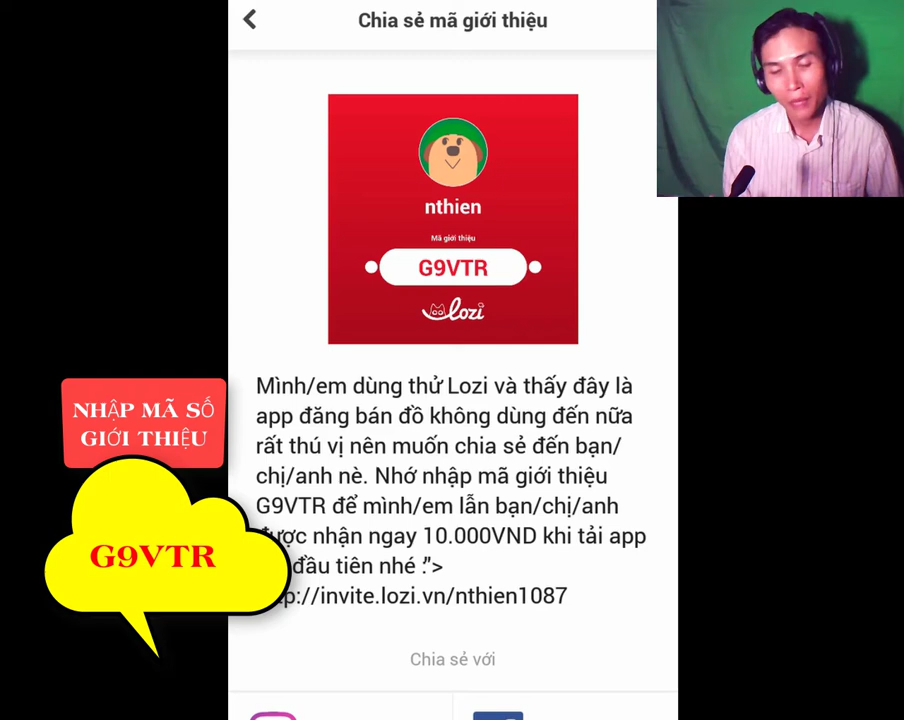 Chia sẻ mã giới thiệu
nthien
Mã giới thiệu
G9VTR
lozi
Mình/em dùng thử Lozi và thấy đây là
app đăng bán đồ không dùng đến nữa
rất thú vị nên muốn chia sẻ đến bạn/
chị/anh nè. Nhớ nhập mã giới thiệu
G9VTR để mình/em lẫn bạn/chị/anh
được nhận ngay 10.000VND khi tải app
đầu tiên nhé :">
://invite.lozi.vn/nthien1087
Chia sẻ với
NHẬP MÃ SỐ
GIỚI THIỆU
G9VTR